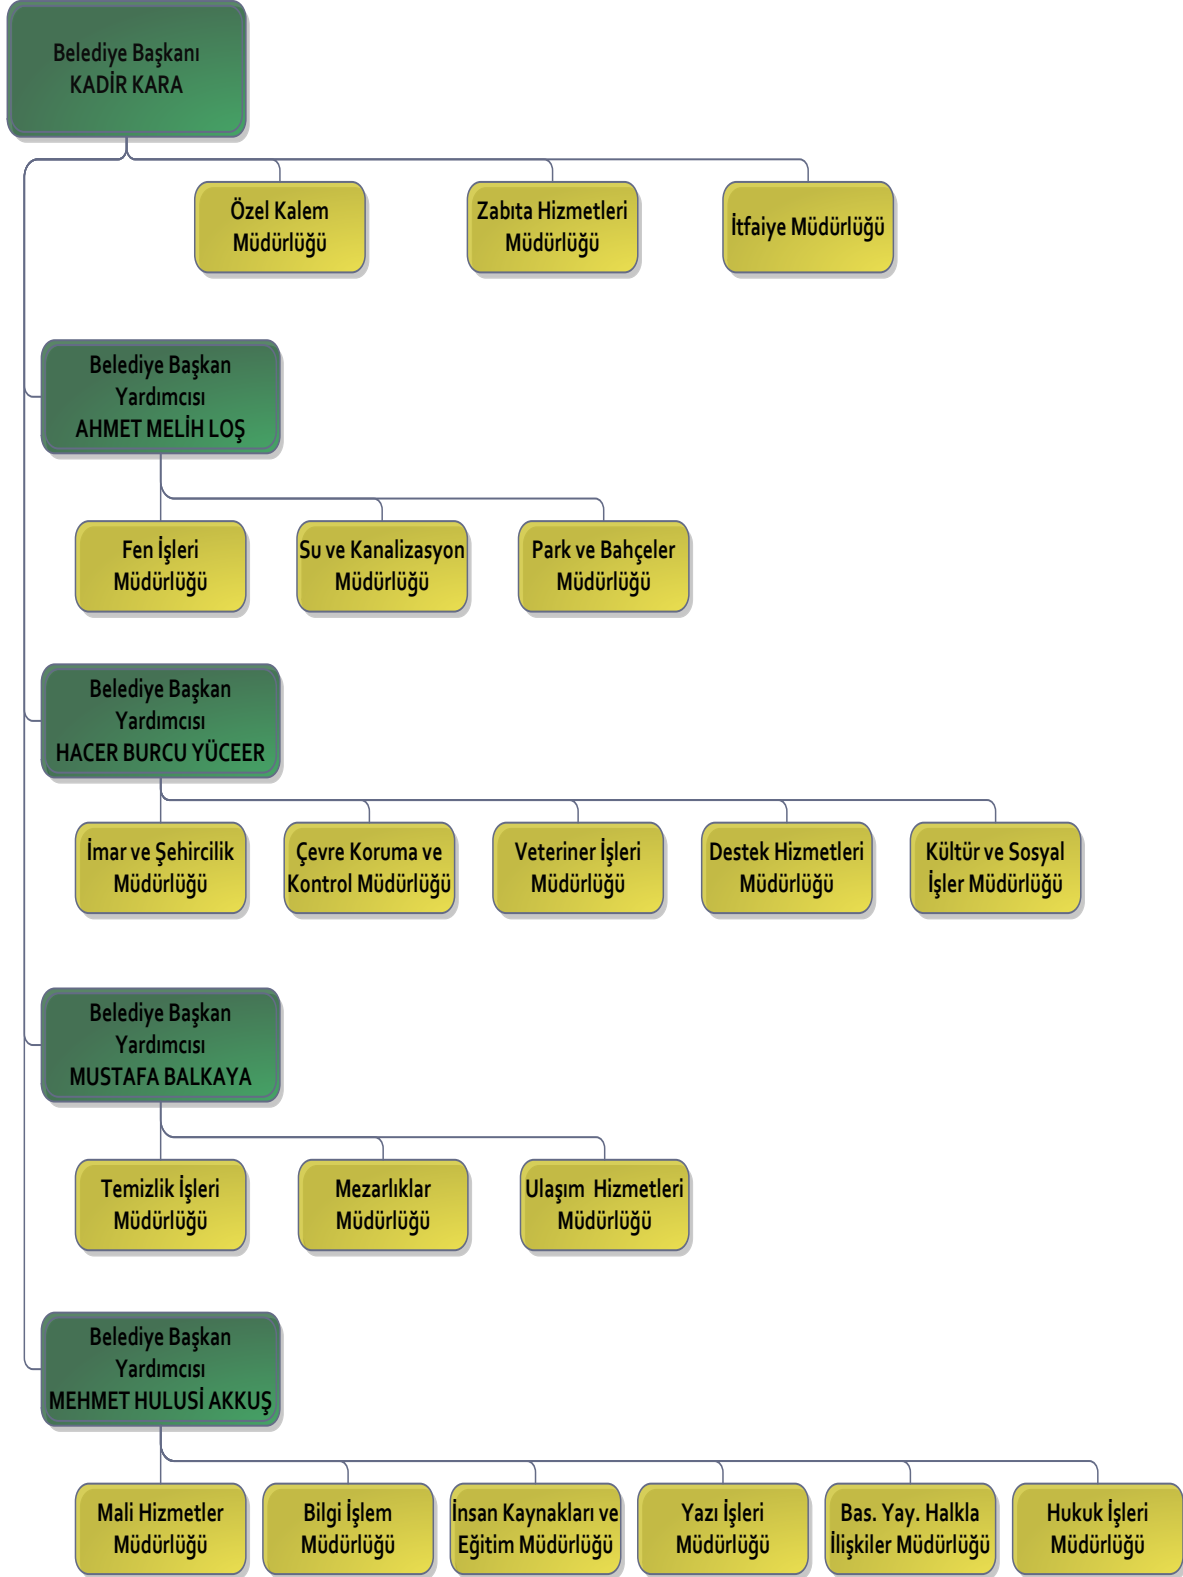 Belediye Başkanı
KADİR KARA
Özel Kalem
Müdürlüğü
Zabıta Hizmetleri
Müdürlüğü
İtfaiye Müdürlüğü
Belediye Başkan
Yardımcısı
AHMET MELİH LOŞ
Fen İşleri
Müdürlüğü
Su ve Kanalizasyon
Müdürlüğü
Park ve Bahçeler
Müdürlüğü
Belediye Başkan
Yardımcısı
HACER BURCU YÜCEER
İmar ve Şehircilik
Müdürlüğü
Çevre Koruma ve
Kontrol Müdürlüğü
Veteriner İşleri
Müdürlüğü
Destek Hizmetleri
Müdürlüğü
Kültür ve Sosyal
İşler Müdürlüğü
Belediye Başkan
Yardımcısı
MUSTAFA BALKAYA
Temizlik İşleri
Müdürlüğü
Mezarlıklar
Müdürlüğü
Ulaşım Hizmetleri
Müdürlüğü
Belediye Başkan
Yardımcısı
MEHMET HULUSİ AKKUŞ
Mali Hizmetler
Müdürlüğü
Bilgi İşlem
Müdürlüğü
İnsan Kaynakları ve
Eğitim Müdürlüğü
Yazı İşleri
Müdürlüğü
Bas. Yay. Halkla
İlişkiler Müdürlüğü
Hukuk İşleri
Müdürlüğü